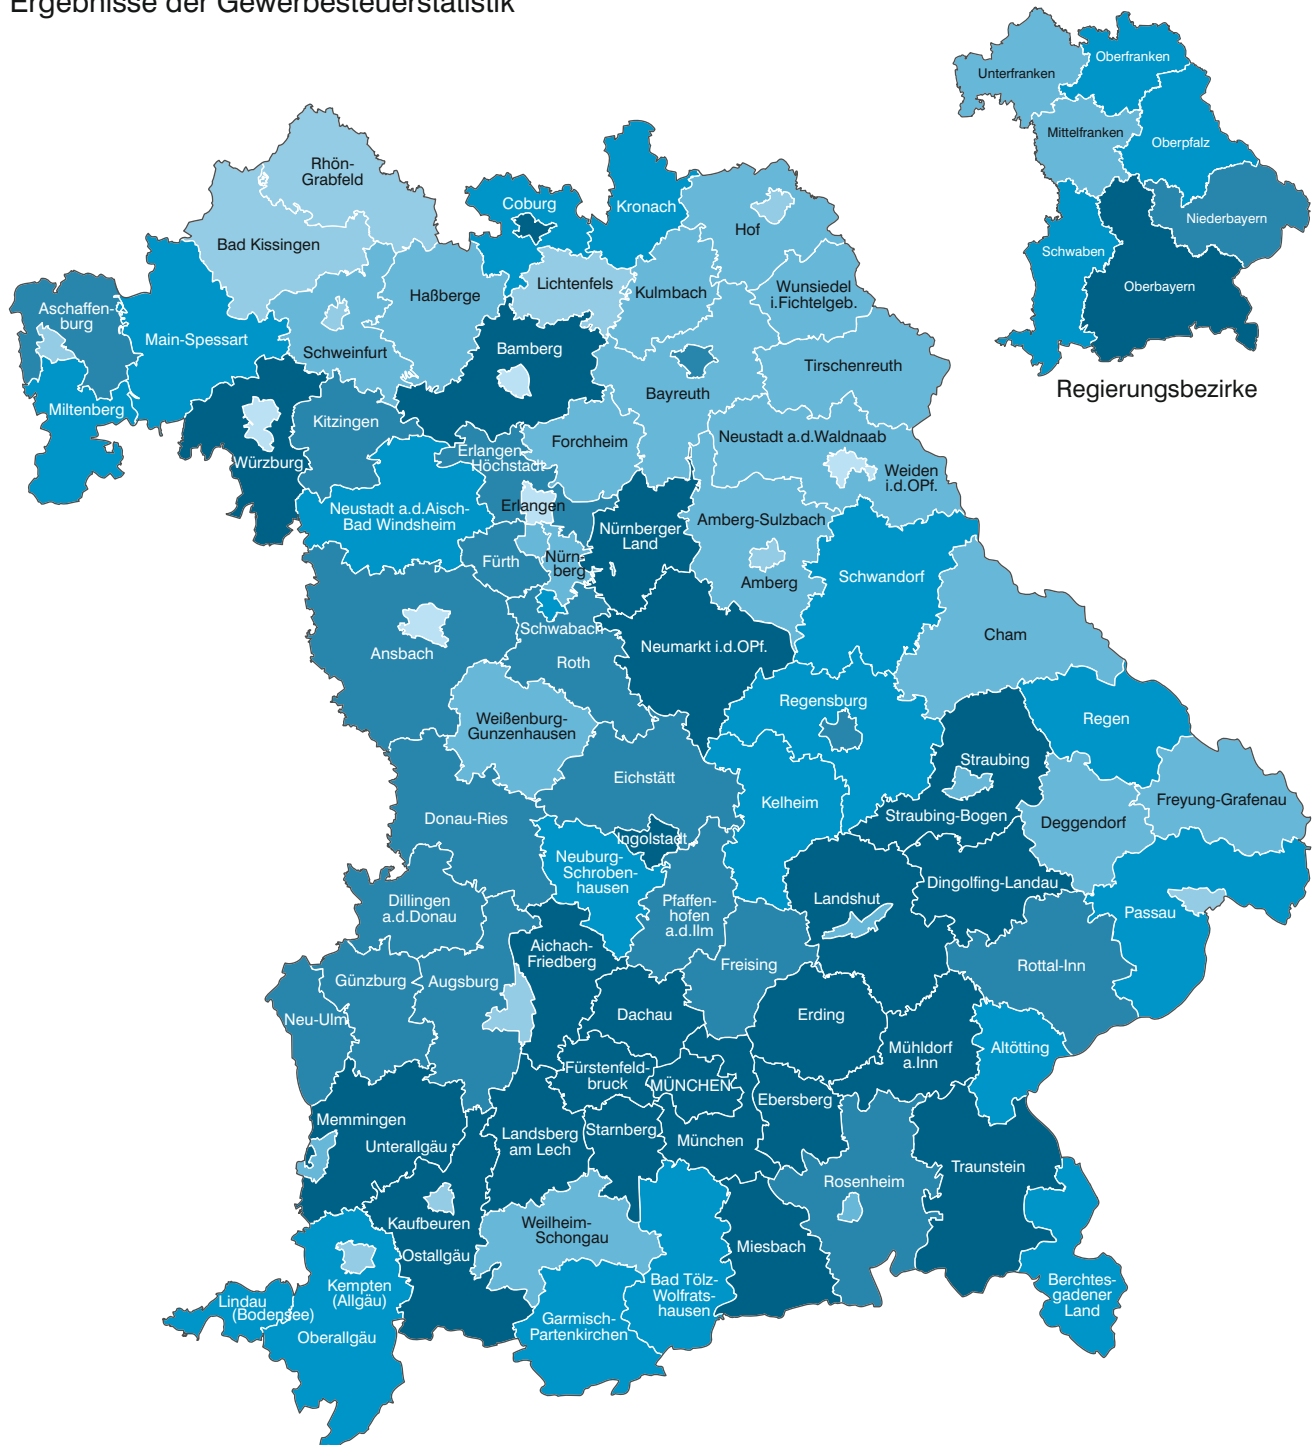 Ergebnisse der Gewerbesteuerstatistik
Unterfranken
Oberfranken
Mittelfranken
Oberpfalz
Niederbayern
Schwaben
Oberbayern
Regierungsbezirke
Rhön-
Grabfeld
Bad Kissingen
Coburg
Kronach
Hof
Aschaffen-
burg
Main-Spessart
Schweinfurt
Haßberge
Lichtenfels
Kulmbach
Wunsiedel
i.Fichtelgeb.
Miltenberg
Bamberg
Bayreuth
Tirschenreuth
Würzburg
Kitzingen
Forchheim
Neustadt a.d.Waldnaab
Weiden
i.d.OPf.
Erlangen-
Höchstadt
Neustadt a.d.Aisch-
Bad Windsheim
Erlangen
Nürnberger
Land
Amberg-Sulzbach
Amberg
Fürth
Nürn-
berg
Schwandorf
Ansbach
Schwabach
Roth
Neumarkt i.d.OPf.
Cham
Weißenburg-
Gunzenhausen
Regensburg
Regen
Eichstätt
Kelheim
Straubing
Straubing-Bogen
Deggendorf
Freyung-Grafenau
Donau-Ries
Ingolstadt
Neuburg-
Schroben-
hausen
Dillingen
a.d.Donau
Pfaffen-
hofen
a.d.Ilm
Landshut
Dingolfing-Landau
Passau
Aichach-
Friedberg
Freising
Rottal-Inn
Günzburg
Augsburg
Neu-Ulm
Dachau
Erding
Mühldorf
a.Inn
Altötting
Fürstenfeld-
bruck
MÜNCHEN
Ebersberg
Memmingen
Unterallgäu
Landsberg
am Lech
Starnberg
München
Traunstein
Rosenheim
Kaufbeuren
Ostallgäu
Weilheim-
Schongau
Miesbach
Kempten
(Allgäu)
Bad Tölz-
Wolfrats-
hausen
Berchtes-
gadener
Land
Lindau
(Bodensee)
Oberallgäu
Garmisch-
Partenkirchen